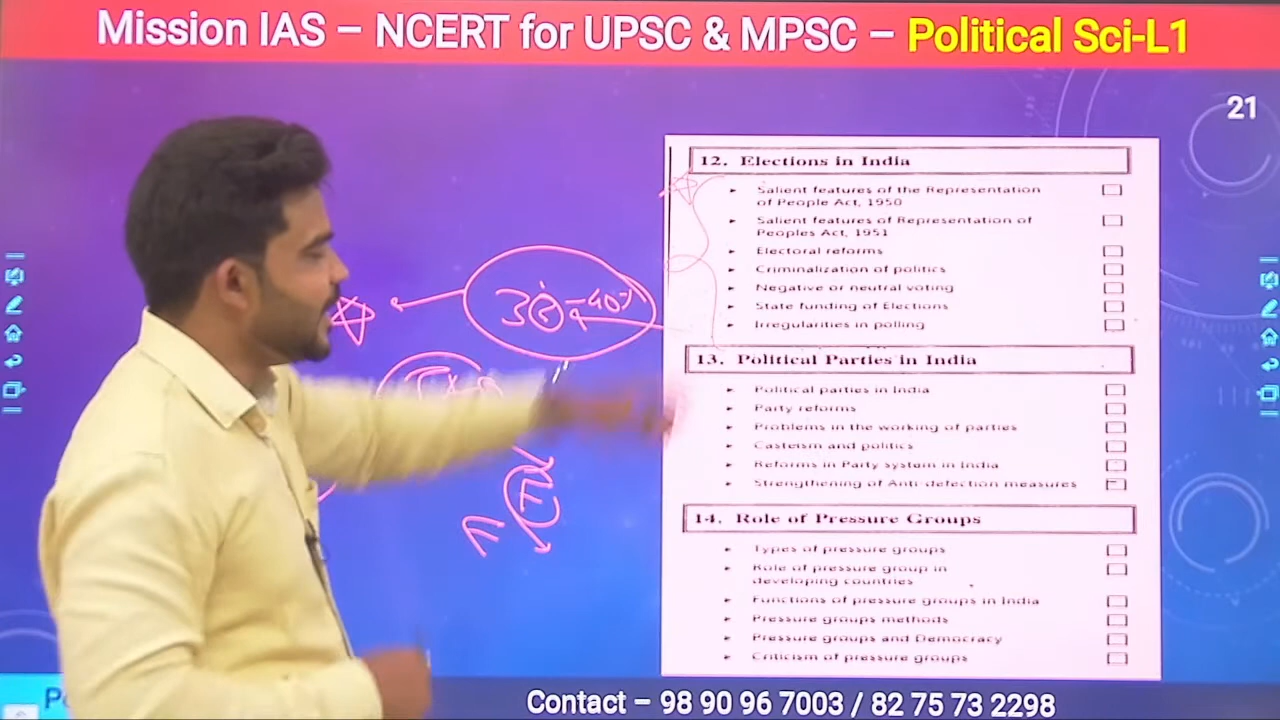 Mission IAS – NCERT for UPSC & MPSC – Political Sci-L1
21
12. Elections in India
Salient features of the Representation
of People Act, 1950
Salient features of Representation of
Peoples Act, 1951
Electoral reforms
Criminalization of politics
Negative or neutral voting
State funding of Elections
Irregularities in polling
13. Political Parties in India
Political parties in India
Party reforms
Problems in the working of parties
Casteism and politics
Reforms in Party system in India
Strengthening of Anti-defection measures
14. Role of Pressure Groups
Types of pressure groups
Role of pressure group in
developing countries
Functions of pressure groups in India
Pressure groups methods
Pressure groups and Democracy
Criticism of pressure groups
Contact – 98 90 96 7003 / 82 75 73 2298